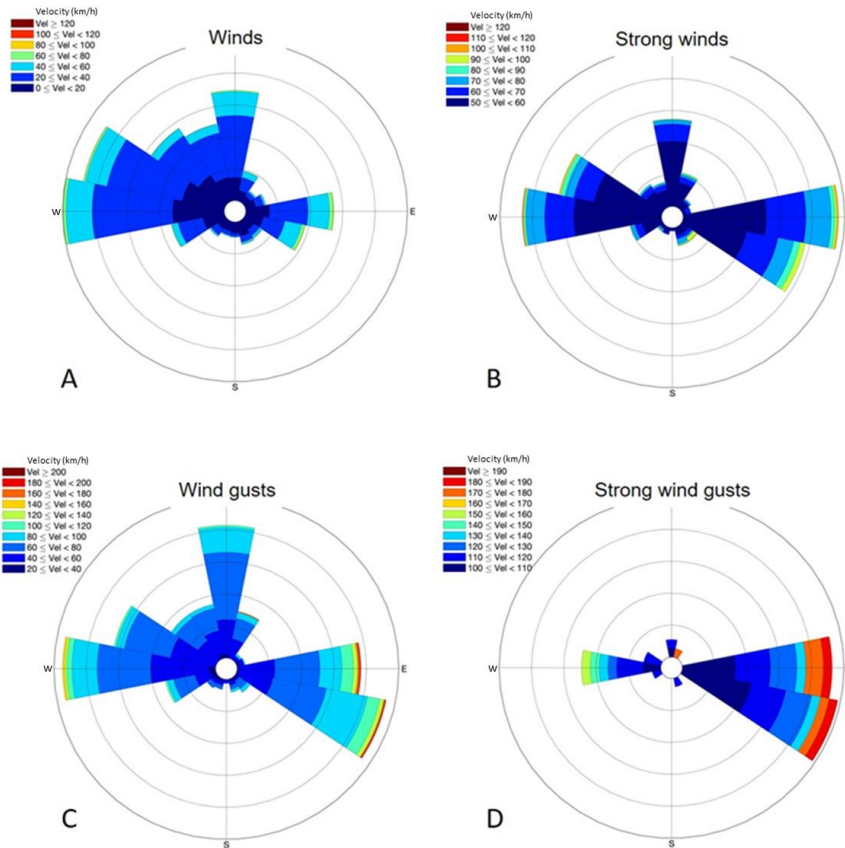 Velocity (km/h)
Vel ≥ 120
100 ≤ Vel < 120
80 ≤ Vel < 100
60 ≤ Vel < 80
40 ≤ Vel < 60
20 ≤ Vel < 40
0 ≤ Vel < 20
Winds
W
E
S
A
Velocity (km/h)
Vel ≥ 120
110 ≤ Vel < 120
100 ≤ Vel < 110
90 ≤ Vel < 100
80 ≤ Vel < 90
70 ≤ Vel < 80
60 ≤ Vel < 70
50 ≤ Vel < 60
Strong winds
W
S
B
Velocity (km/h)
Vel ≥ 200
180 ≤ Vel < 200
160 ≤ Vel < 180
140 ≤ Vel < 160
120 ≤ Vel < 140
100 ≤ Vel < 120
80 ≤ Vel < 100
60 ≤ Vel < 80
40 ≤ Vel < 60
20 ≤ Vel < 40
Wind gusts
W
E
S
C
Velocity (km/h)
Vel ≥ 190
180 ≤ Vel < 190
170 ≤ Vel < 180
160 ≤ Vel < 170
150 ≤ Vel < 160
140 ≤ Vel < 150
130 ≤ Vel < 140
120 ≤ Vel < 130
110 ≤ Vel < 120
100 ≤ Vel < 110
Strong wind gusts
W
S
D